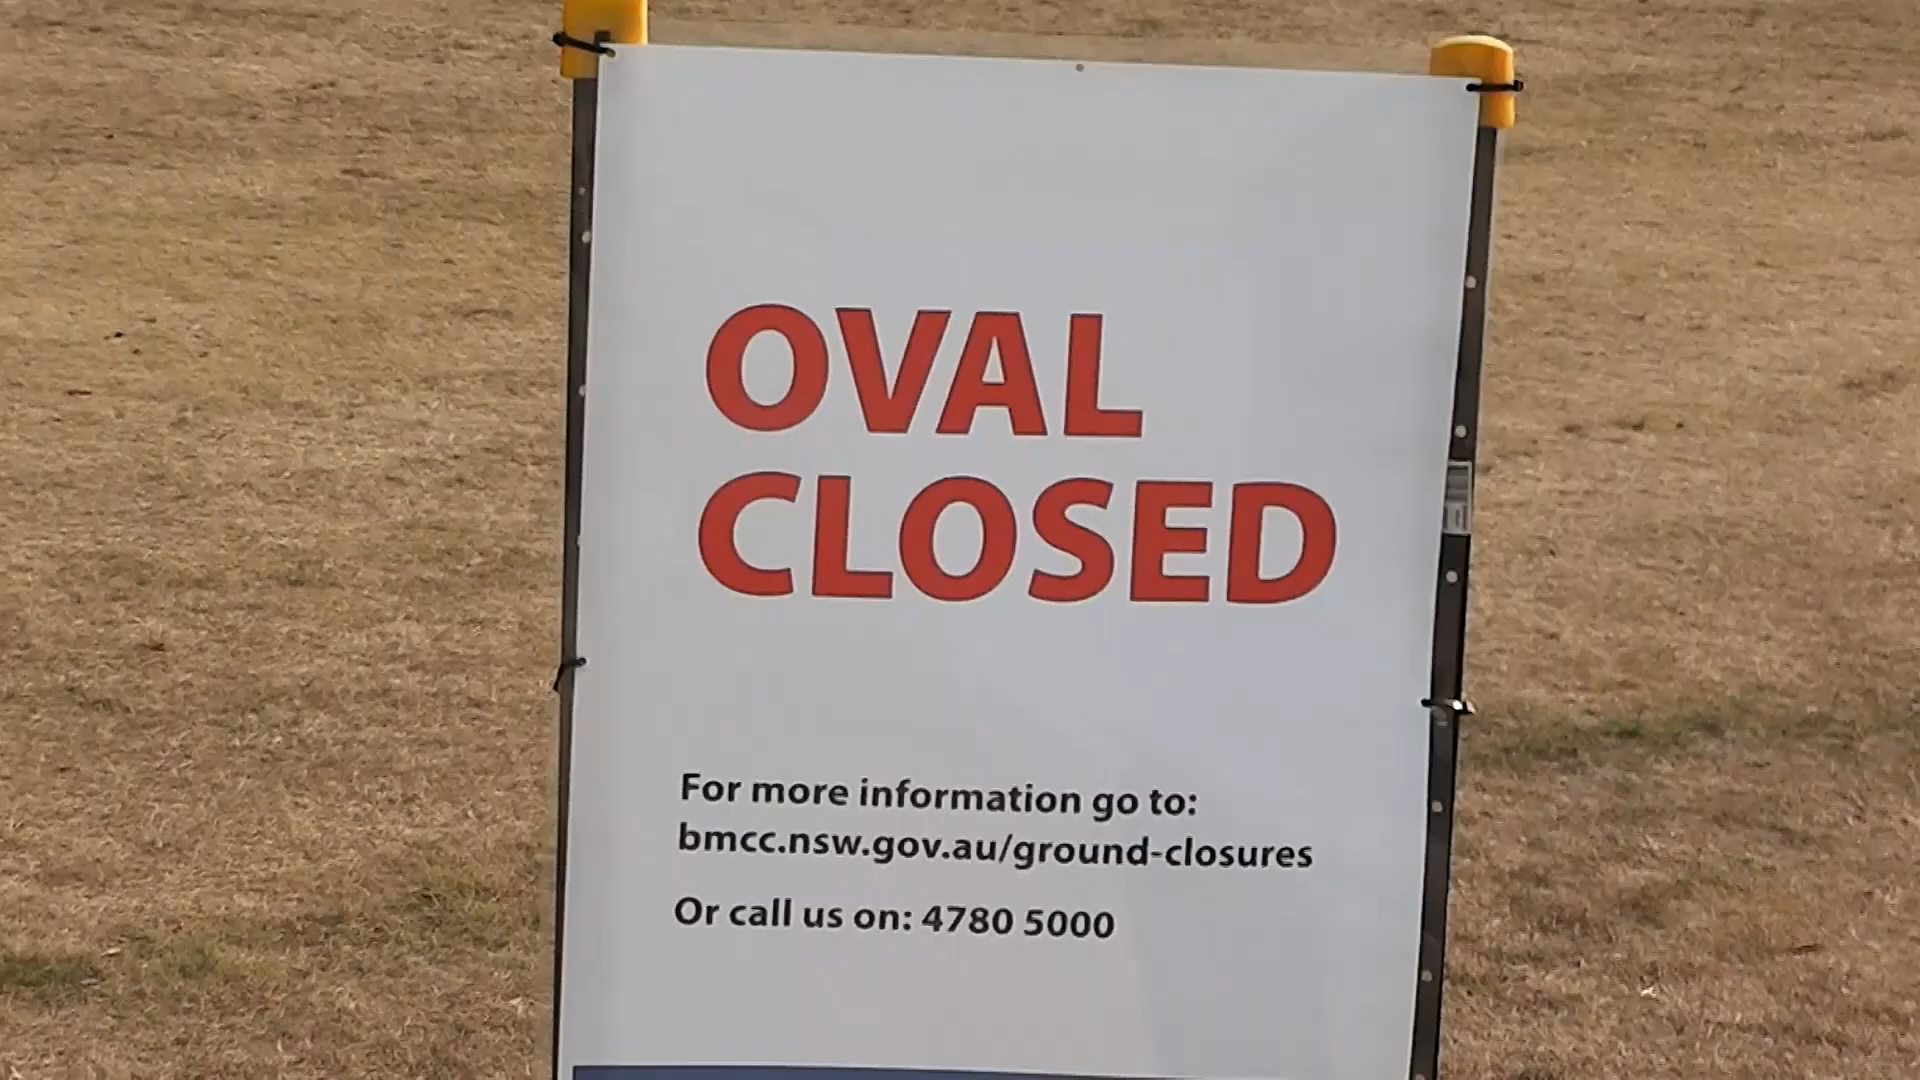 OVAL
CLOSED
For more information go to:
bmcc.nsw.gov.au/ground-closures
Or call us on: 4780 5000